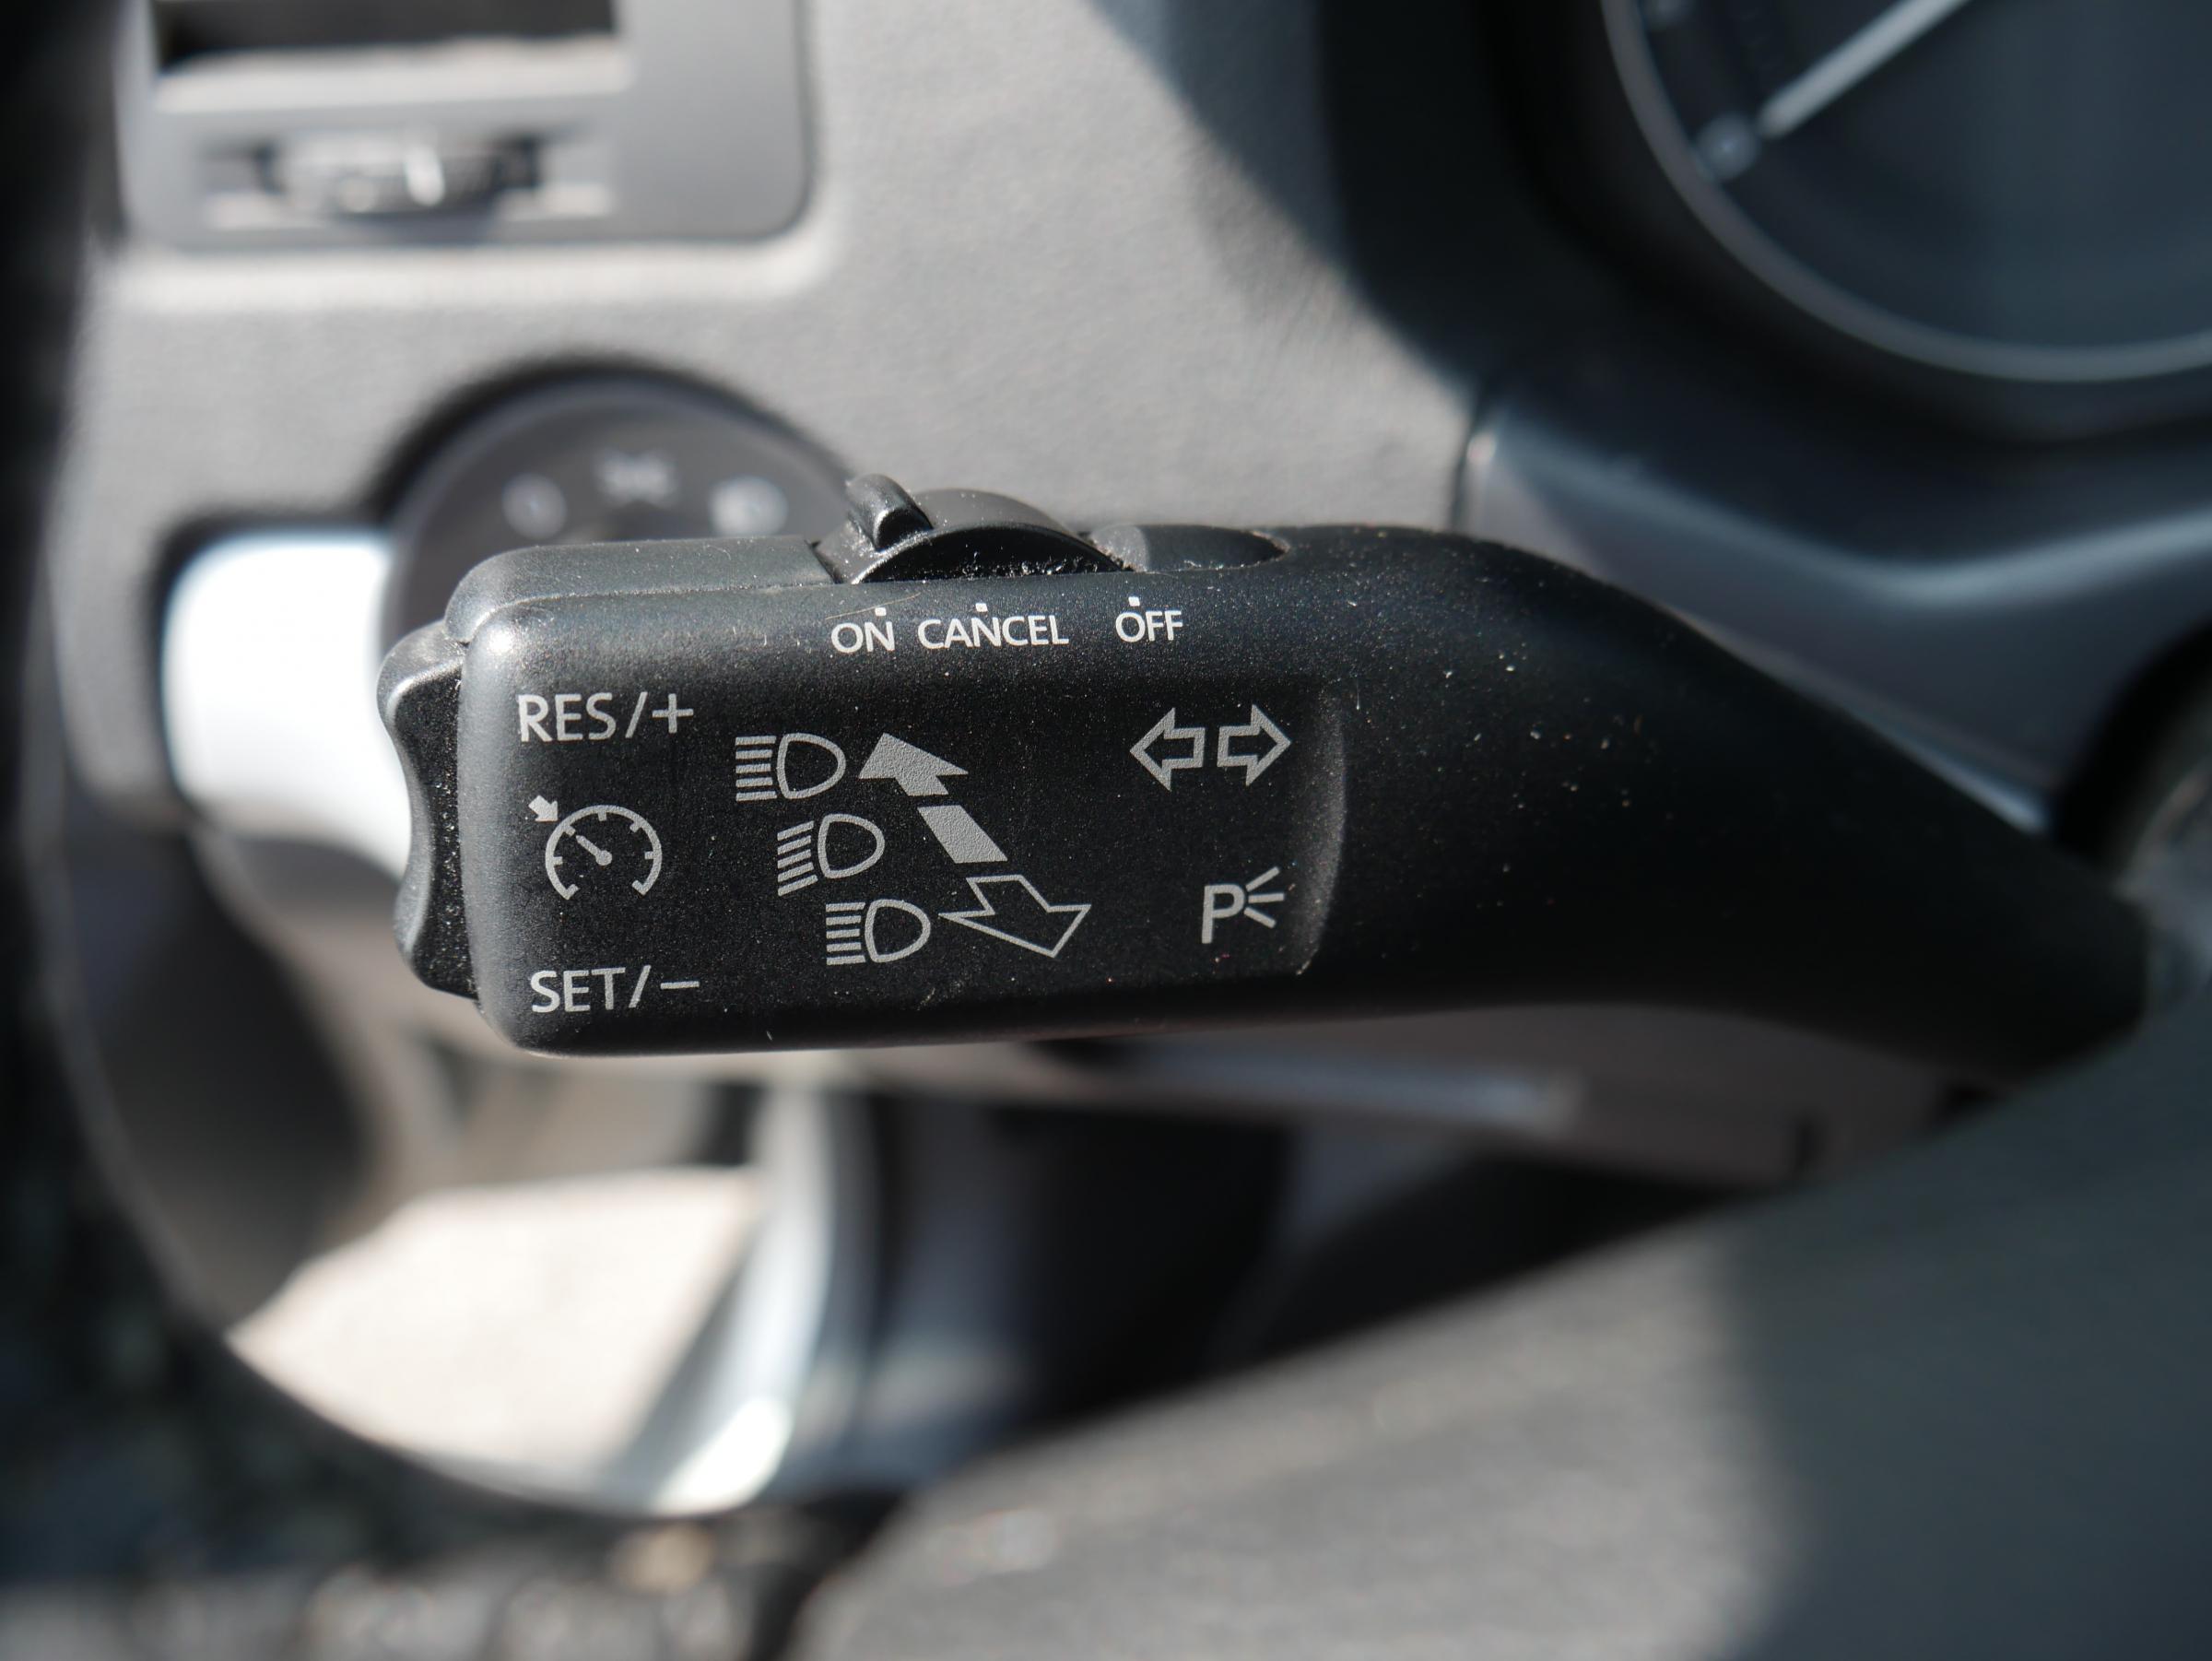 ON CANCEL OFF
RES/+
P
SET/−